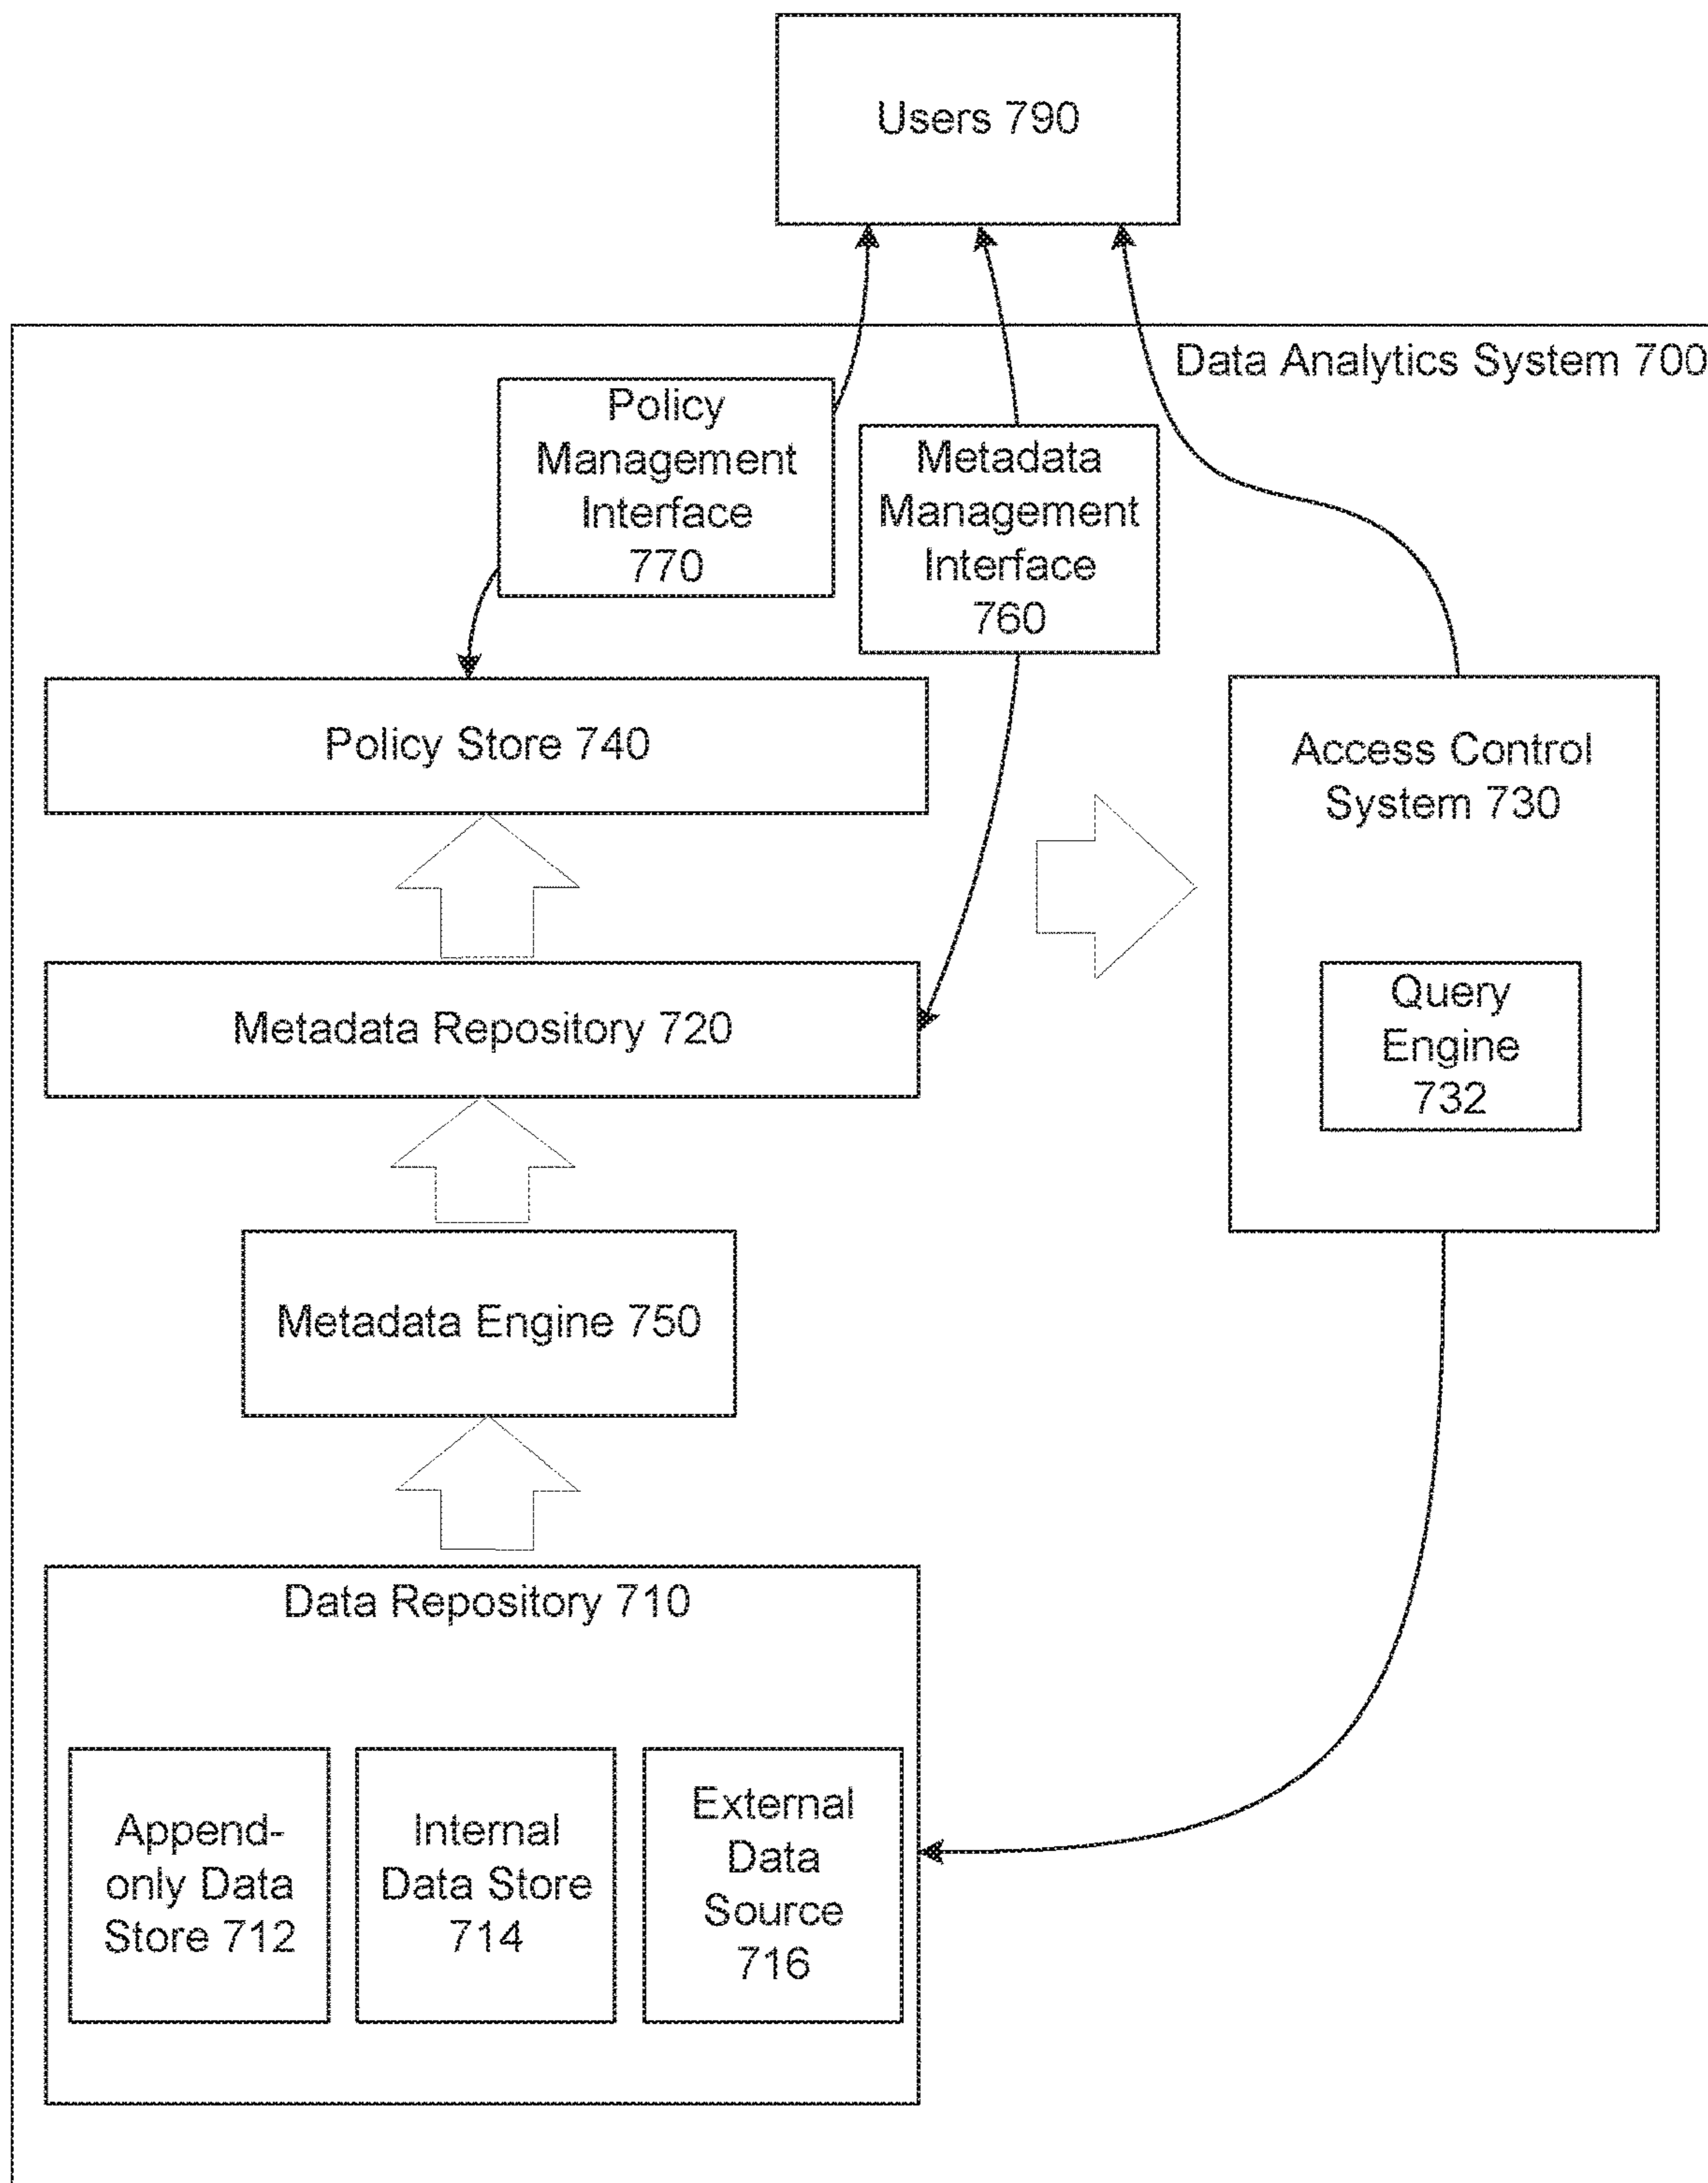 Users 790
Data Analytics System 700
Policy
Management
Interface
770
Metadata
Management
Interface
760
Policy Store 740
Access Control
System 730
Metadata Repository 720
Query
Engine
732
Metadata Engine 750
Data Repository 710
Append-
only Data
Store 712
Internal
Data Store
714
External
Data
Source
716